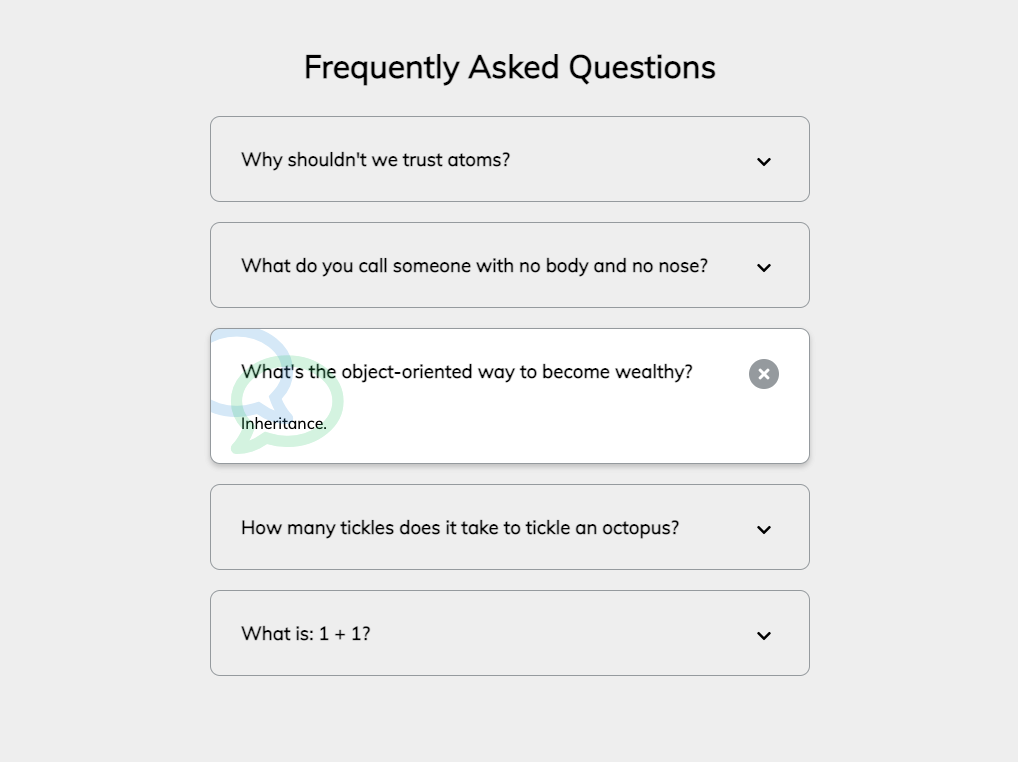 Frequently Asked Questions
Why shouldn't we trust atoms?
What do you call someone with no body and no nose?
What's the object-oriented way to become wealthy?
Inheritance.
How many tickles does it take to tickle an octopus?
What is: 1 + 1?